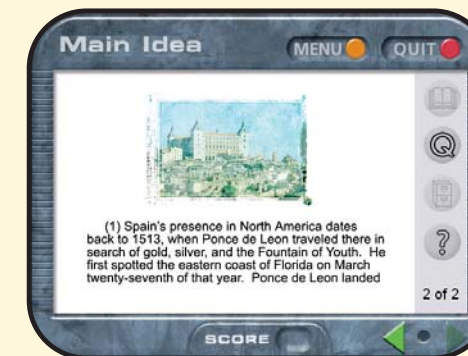 Main Idea
MENU
QUIT
(1) Spain's presence in North America dates
back to 1513, when Ponce de Leon traveled there in
search of gold, silver, and the Fountain of Youth. He
first spotted the eastern coast of Florida on March
twenty-seventh of that year. Ponce de Leon landed
Q
?
2 of 2
SCORE